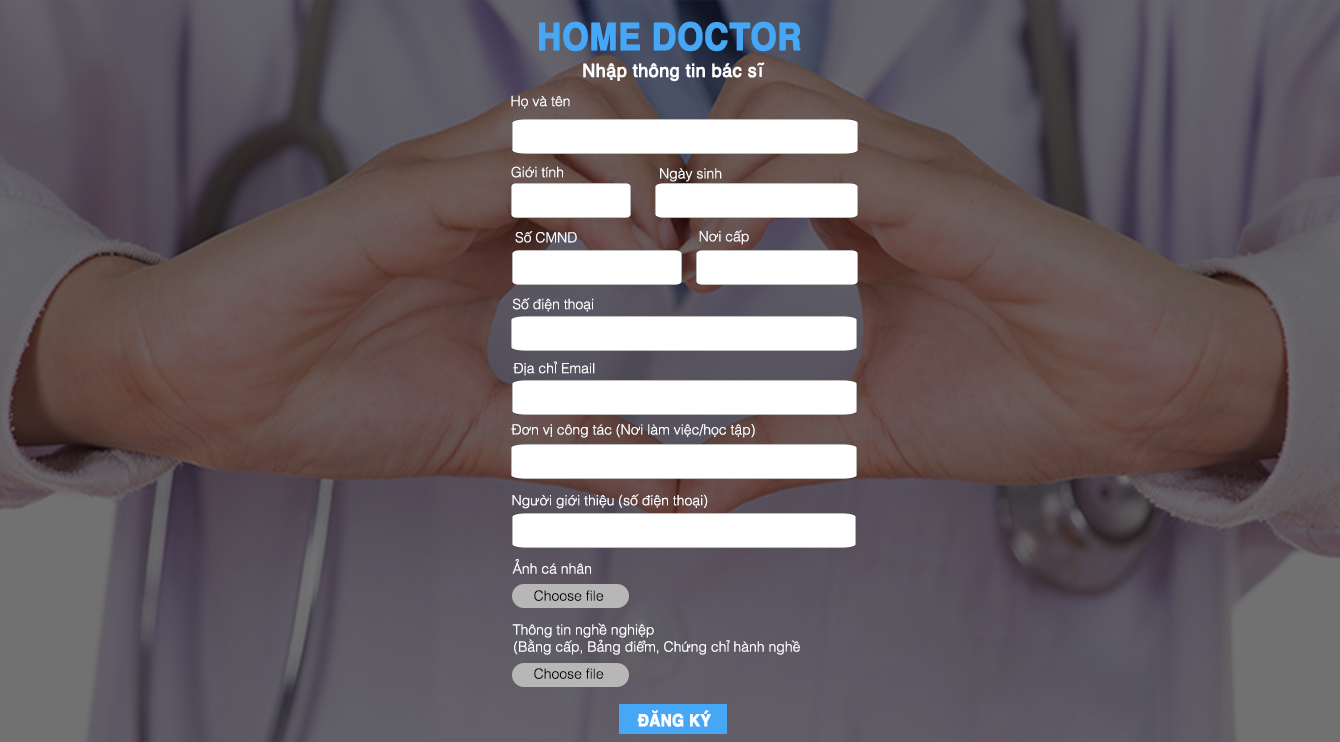 HOME DOCTOR
Nhập thông tin bác sĩ
Họ và tên
Giới tính Ngày sinh
Số CMND Nơi cấp
Số điện thoại
Địa chỉ Email
Đơn vị công tác (Nơi làm việc/học tập)
Người giới thiệu (số điện thoại)
Ảnh cá nhân
Choose file
Thông tin nghề nghiệp
(Bằng cấp, Bảng điểm, Chứng chỉ hành nghề
Choose file
ĐĂNG KÝ